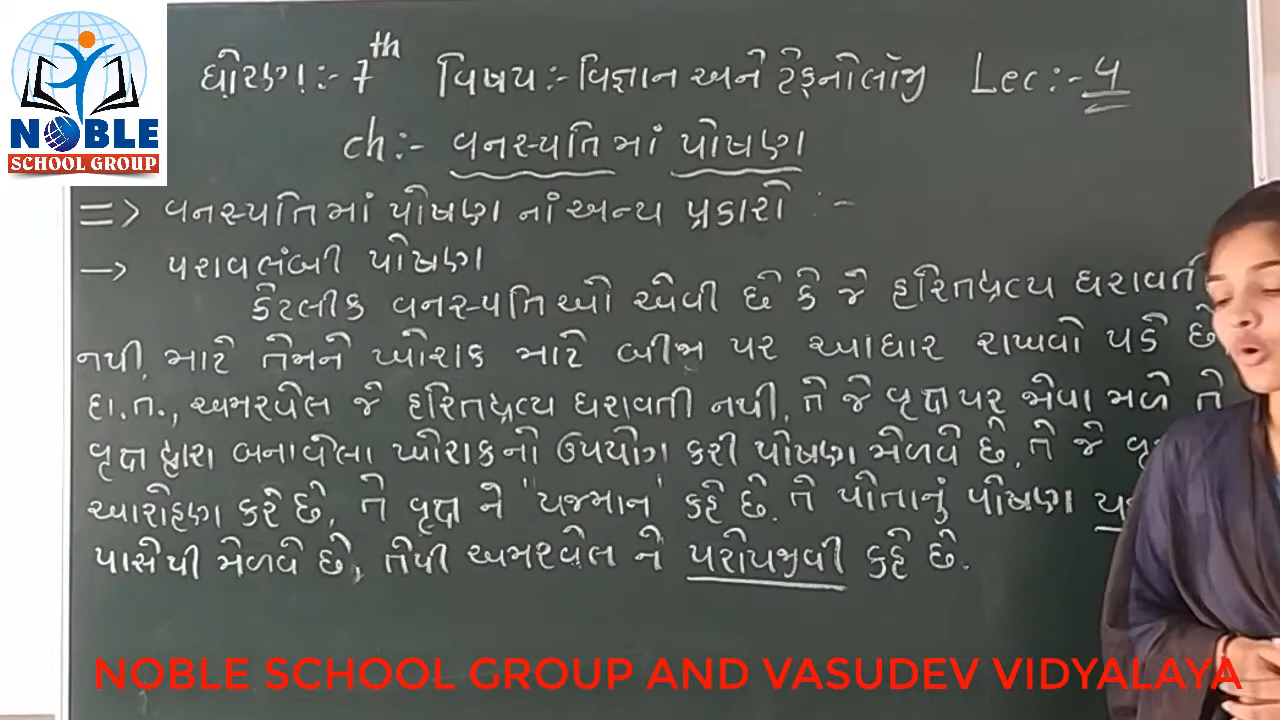 NOBLE
SCHOOL GROUP
ધોરણ :- 7th વિષય :- વિજ્ઞાન અને ટેકનોલોજી Lec :- 5
ch :- વનસ્પતિમાં પોષણ
=> વનસ્પતિમાં પોષણ નાં અન્ય પ્રકારો :-
→ પરાવલંબી પોષણ
કેટલીક વનસ્પતિઓ એવી છે કે જે હરિતદ્રવ્ય ધરાવતી
નથી. માટે તેમને ખોરાક માટે બીજા પર આધાર રાખવો પડે છે.
દા.ત., અમરવેલ જે હરિતદ્રવ્ય ધરાવતી નથી. તે જે વૃક્ષ પર જોવા મળે તે
વૃક્ષ દ્વારા બનાવેલા ખોરાકનો ઉપયોગ કરી પોષણ મેળવે છે. તે જે
આરોહણ કરે છે, તે વૃક્ષ ને "યજમાન" કહે છે. તે પોતાનું પોષણ
પાસેથી મેળવે છે, તેથી અમરવેલ ને પરોપજીવી કહે છે.
NOBLE SCHOOL GROUP AND VASUDEV VIDYALAYA